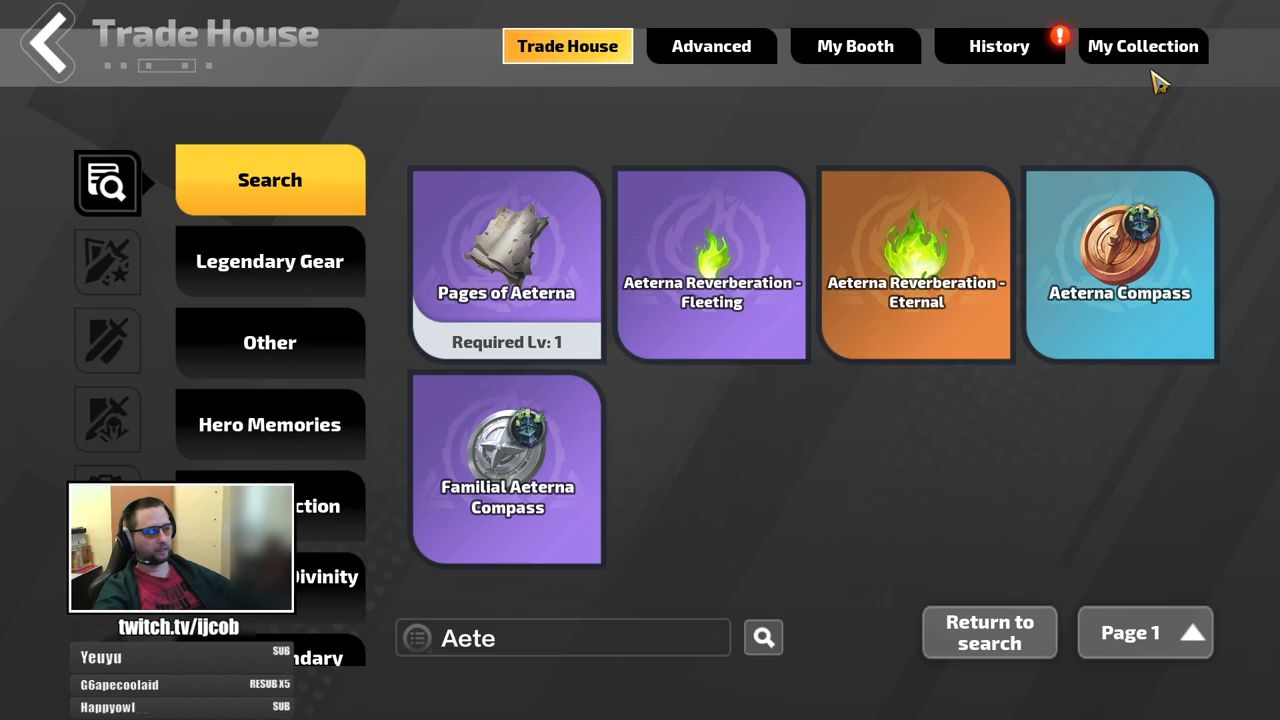 Trade House
Trade House
Advanced
My Booth
History
My Collection
Search
Legendary Gear
Other
Hero Memories
ction
Divinity
ndary
Pages of Aeterna
Required Lv: 1
Aeterna Reverberation -
Fleeting
Aeterna Reverberation -
Eternal
Aeterna Compass
Familial Aeterna
Compass
Aete
Return to
search
Page 1
twitch.tv/ijcob
Yeuyu SUB
G6apecoolaid RESUB X5
Happyowl__ SUB